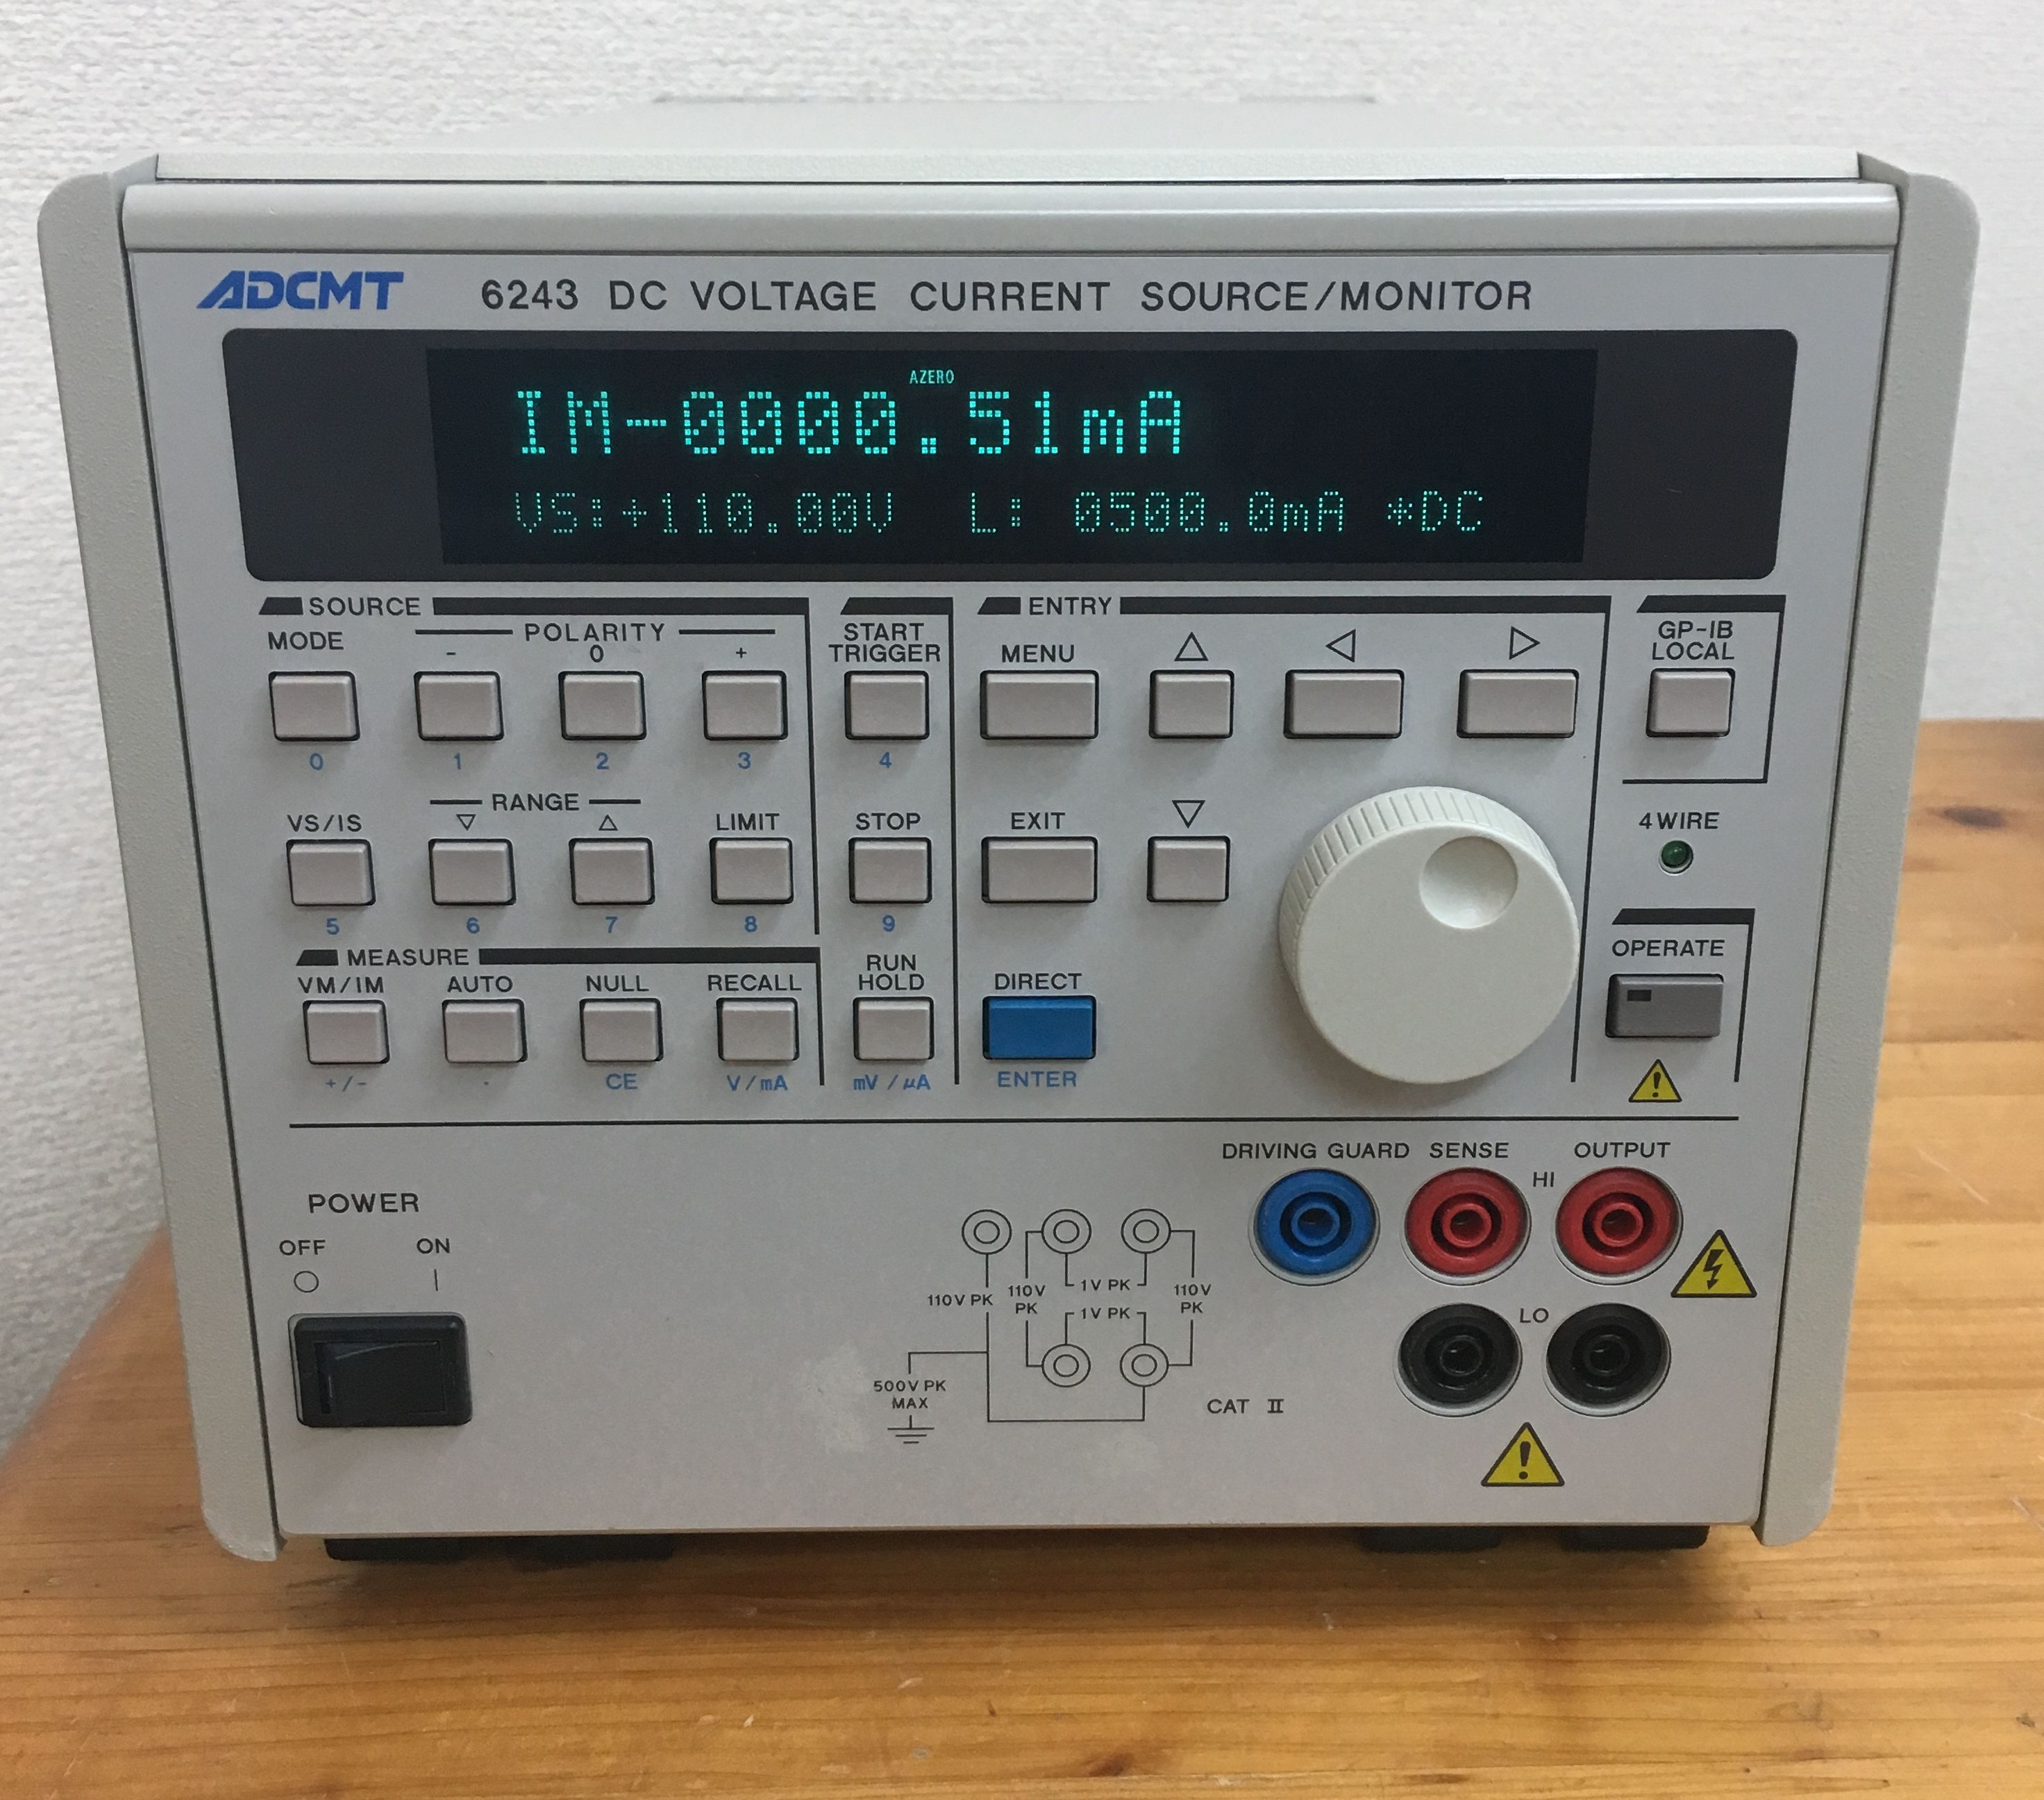 ADCMT 6243 DC VOLTAGE CURRENT SOURCE/MONITOR
AZERO
IM-0000.51mA
VS:+110.00V L: 0500.0mA *DC
SOURCE
MODE
POLARITY
- 0 +
START
TRIGGER
ENTRY
MENU △ ◁ ▷
GP-IB
LOCAL
0 1 2 3 4
VS/IS
RANGE
▽ △
LIMIT
STOP
EXIT ▽
4 WIRE
5 6 7 8 9
MEASURE
VM/IM AUTO NULL RECALL
RUN
HOLD
DIRECT
OPERATE
+/- . CE V/mA mV/μA ENTER
POWER
OFF ON
○ |
DRIVING GUARD SENSE OUTPUT
HI
LO
110V PK
110V
PK
1V PK
1V PK
110V
PK
500V PK
MAX
CAT II